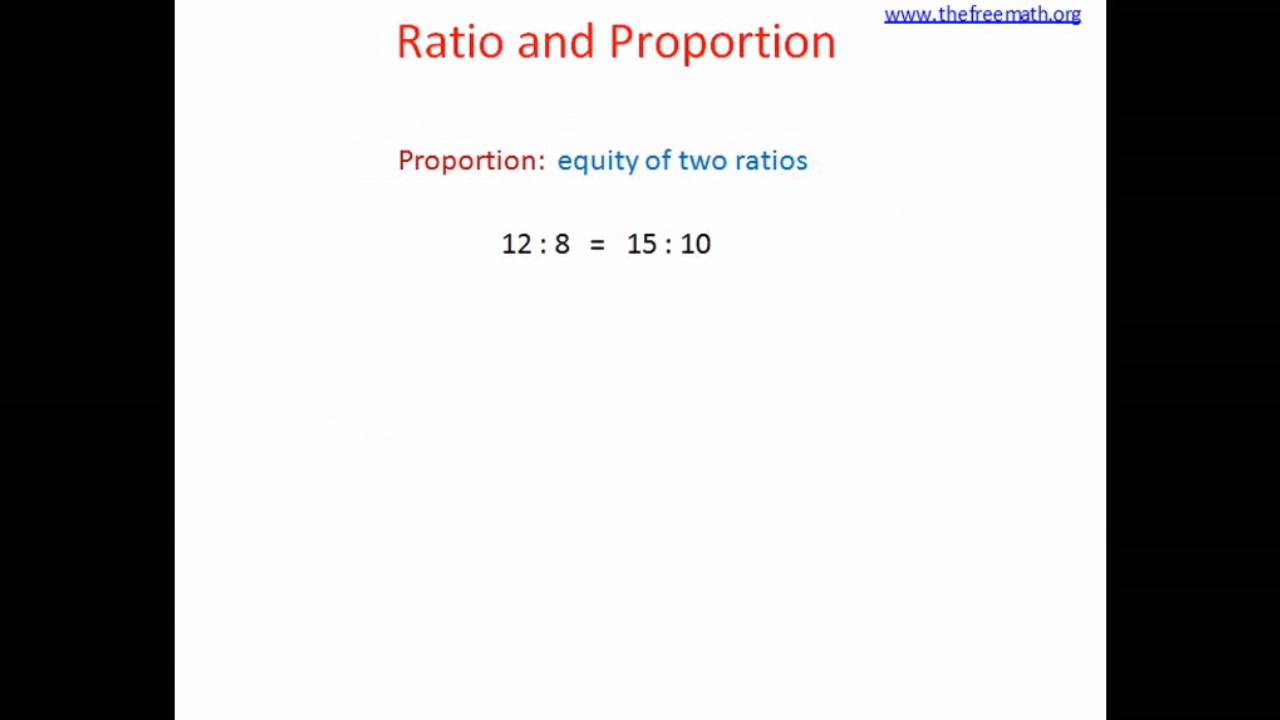 www.thefreemath.org
Ratio and Proportion
Proportion: equity of two ratios
12 : 8 = 15 : 10